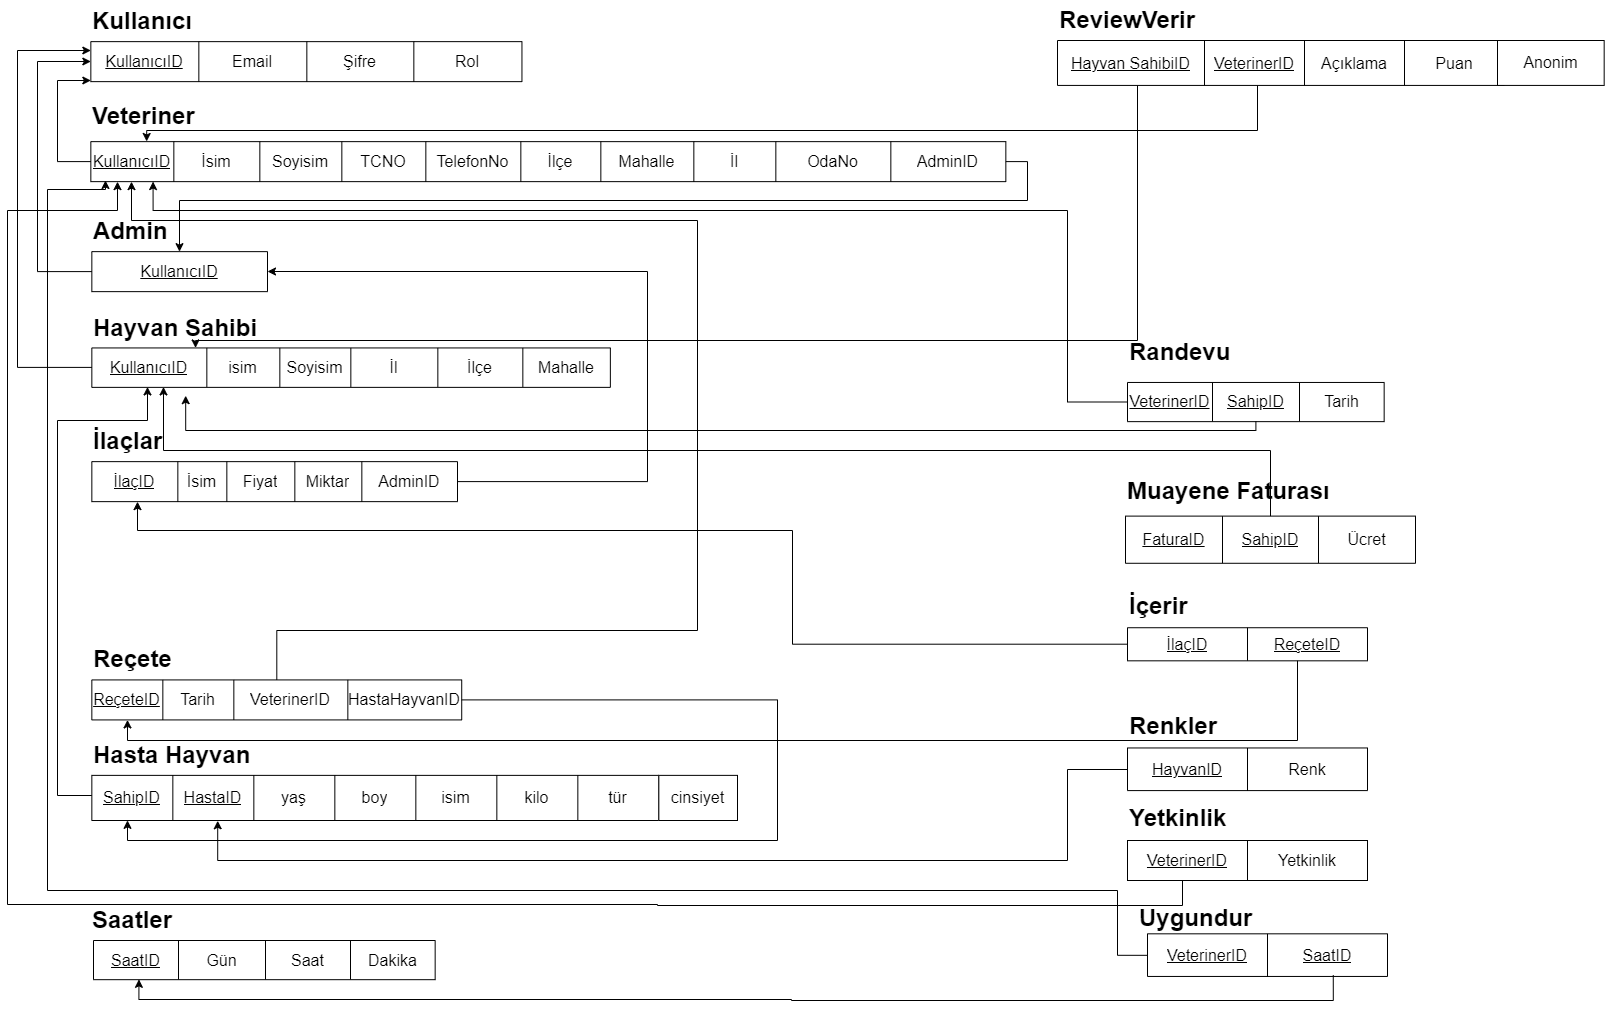 Kullanıcı
KullanıcıID Email Şifre Rol
Veteriner
KullanıcıID İsim Soyisim TCNO TelefonNo İlçe Mahalle İl OdaNo AdminID
Admin
KullanıcıID
Hayvan Sahibi
KullanıcıID isim Soyisim İl İlçe Mahalle
İlaçlar
İlaçID İsim Fiyat Miktar AdminID
Reçete
ReçeteID Tarih VeterinerID HastaHayvanID
Hasta Hayvan
SahipID HastaID yaş boy isim kilo tür cinsiyet
Saatler
SaatID Gün Saat Dakika
ReviewVerir
Hayvan SahibiID VeterinerID Açıklama Puan Anonim
Randevu
VeterinerID SahipID Tarih
Muayene Faturası
FaturaID SahipID Ücret
İçerir
İlaçID ReçeteID
Renkler
HayvanID Renk
Yetkinlik
VeterinerID Yetkinlik
Uygundur
VeterinerID SaatID